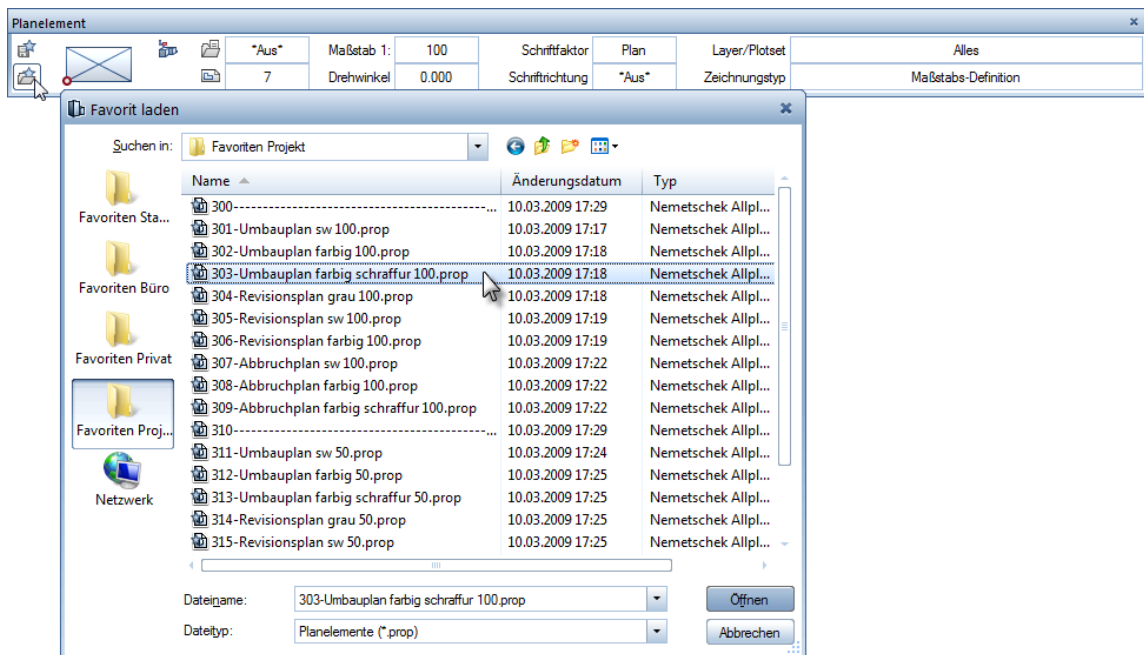 Planelement
*Aus* Maßstab 1: 100 Schriftfaktor Plan Layer/Plotset Alles
7 Drehwinkel 0.000 Schriftrichtung *Aus* Zeichnungstyp Maßstabs-Definition
Favorit laden
Suchen in: Favoriten Projekt
Name Änderungsdatum Typ
300-------------------------------------------... 10.03.2009 17:29 Nemetschek Allpl...
301-Umbauplan sw 100.prop 10.03.2009 17:17 Nemetschek Allpl...
302-Umbauplan farbig 100.prop 10.03.2009 17:18 Nemetschek Allpl...
303-Umbauplan farbig schraffur 100.prop 10.03.2009 17:18 Nemetschek Allpl...
304-Revisionsplan grau 100.prop 10.03.2009 17:18 Nemetschek Allpl...
305-Revisionsplan sw 100.prop 10.03.2009 17:19 Nemetschek Allpl...
306-Revisionsplan farbig 100.prop 10.03.2009 17:19 Nemetschek Allpl...
307-Abbruchplan sw 100.prop 10.03.2009 17:22 Nemetschek Allpl...
308-Abbruchplan farbig 100.prop 10.03.2009 17:22 Nemetschek Allpl...
309-Abbruchplan farbig schraffur 100.prop 10.03.2009 17:22 Nemetschek Allpl...
310-------------------------------------------... 10.03.2009 17:29 Nemetschek Allpl...
311-Umbauplan sw 50.prop 10.03.2009 17:24 Nemetschek Allpl...
312-Umbauplan farbig 50.prop 10.03.2009 17:25 Nemetschek Allpl...
313-Umbauplan farbig schraffur 50.prop 10.03.2009 17:25 Nemetschek Allpl...
314-Revisionsplan grau 50.prop 10.03.2009 17:25 Nemetschek Allpl...
315-Revisionsplan sw 50.prop 10.03.2009 17:25 Nemetschek Allpl...
Favoriten Sta...
Favoriten Büro
Favoriten Privat
Favoriten Proj...
Netzwerk
Dateiname: 303-Umbauplan farbig schraffur 100.prop Öffnen
Dateityp: Planelemente (*.prop) Abbrechen